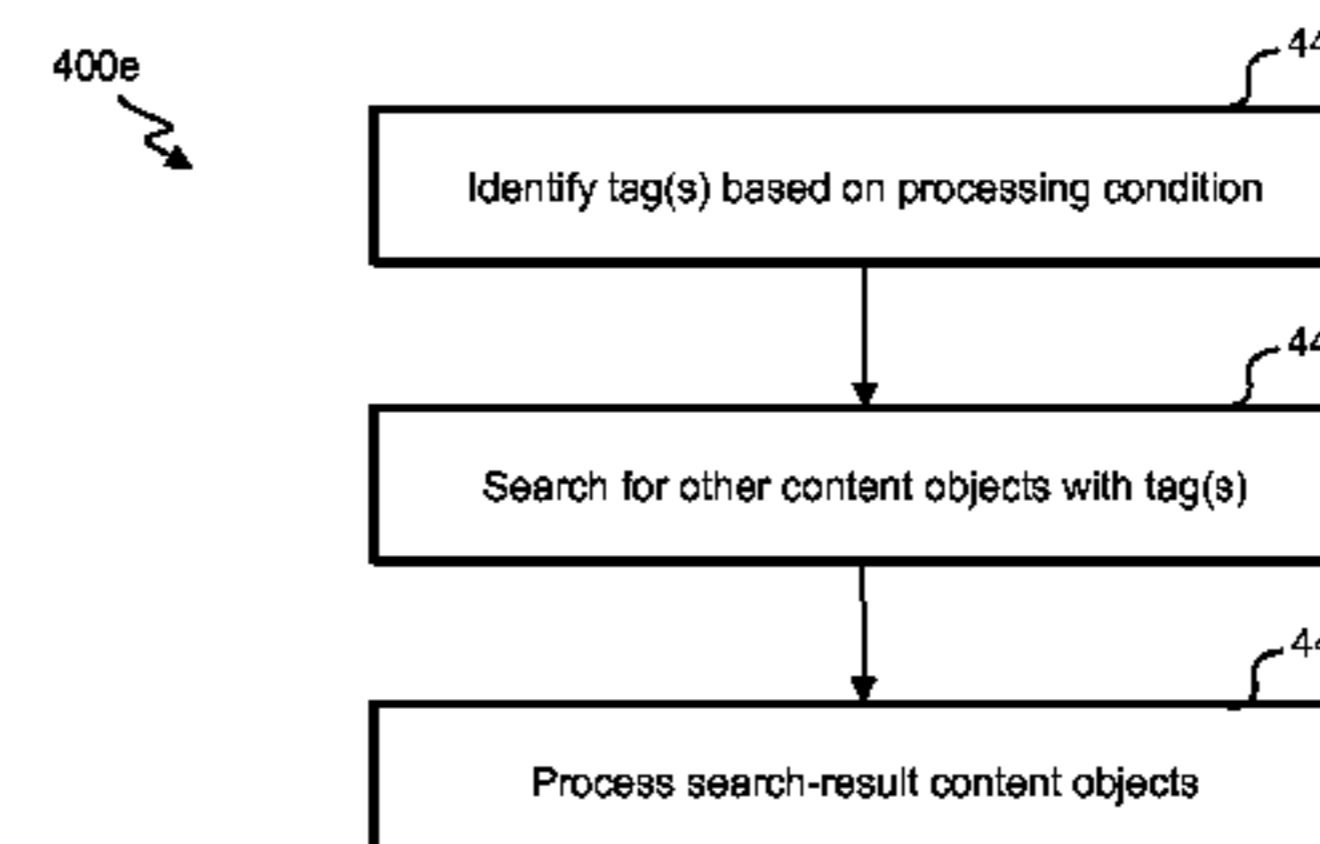 400e
Identify tag(s) based on processing condition
Search for other content objects with tag(s)
Process search-result content objects